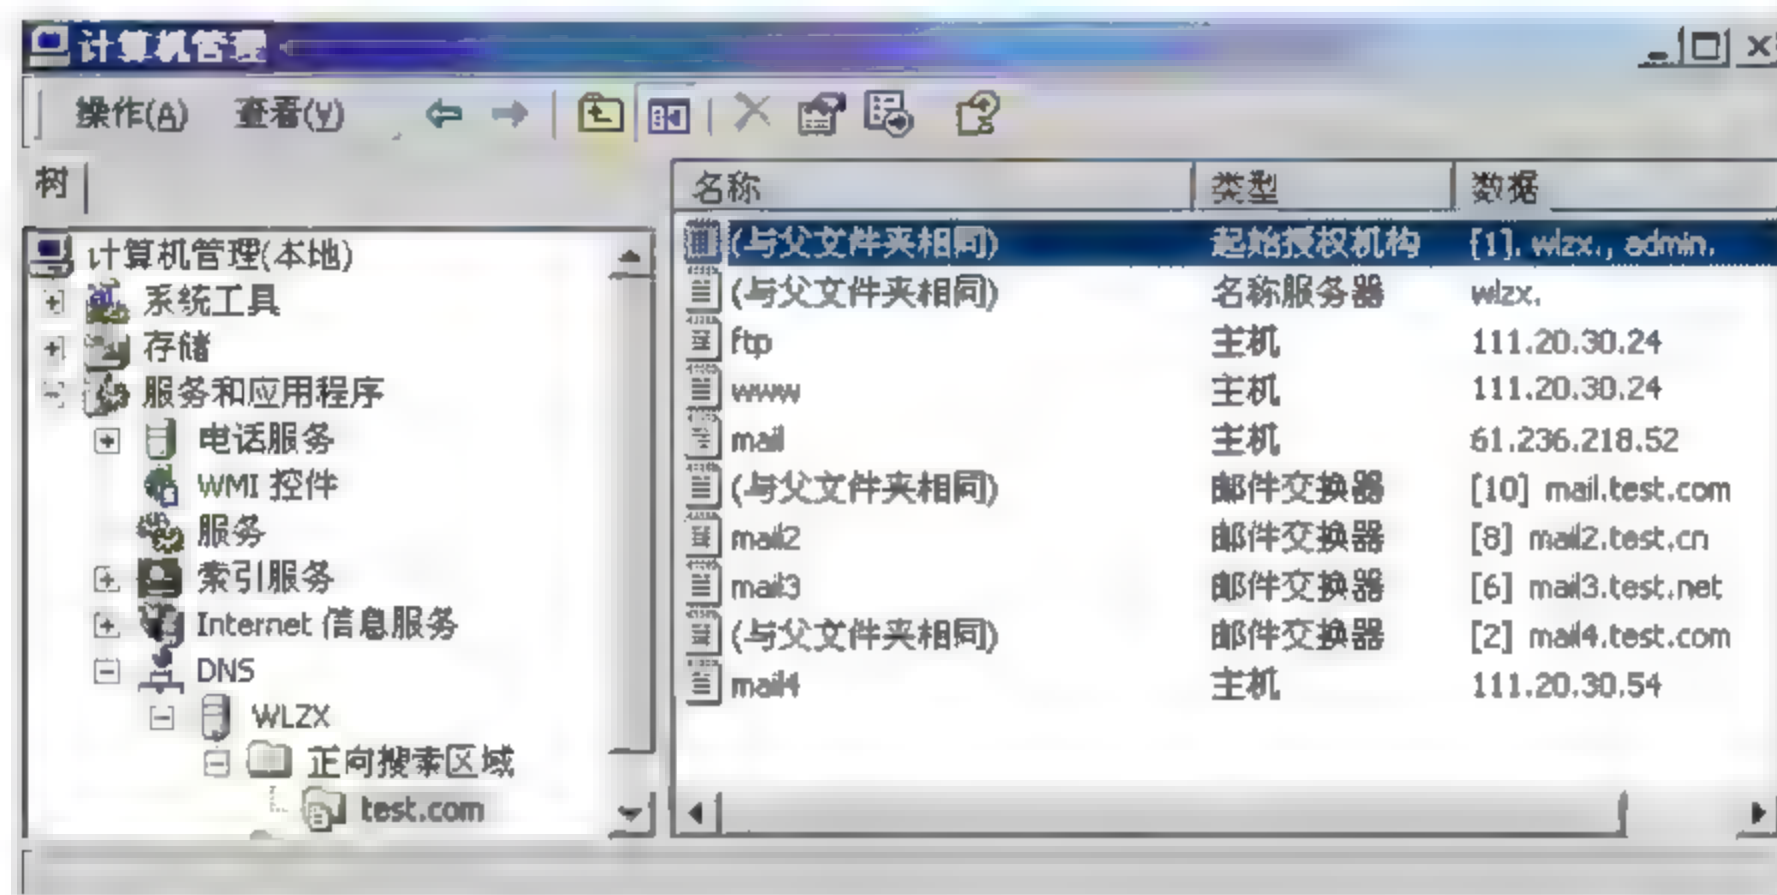 计算机管理
操作(A) 查看(V)
树
计算机管理(本地)
系统工具
存储
服务和应用程序
电话服务
WMI 控件
服务
索引服务
Internet 信息服务
DNS
WLZX
正向搜索区域
test.com
名称 类型 数据
(与父文件夹相同) 起始授权机构 [1], wlzx., admin.
(与父文件夹相同) 名称服务器 wlzx.
ftp 主机 111.20.30.24
www 主机 111.20.30.24
mail 主机 61.236.218.52
(与父文件夹相同) 邮件交换器 [10] mail.test.com
mail2 邮件交换器 [8] mail2.test.cn
mail3 邮件交换器 [6] mail3.test.net
(与父文件夹相同) 邮件交换器 [2] mail4.test.com
mail4 主机 111.20.30.54